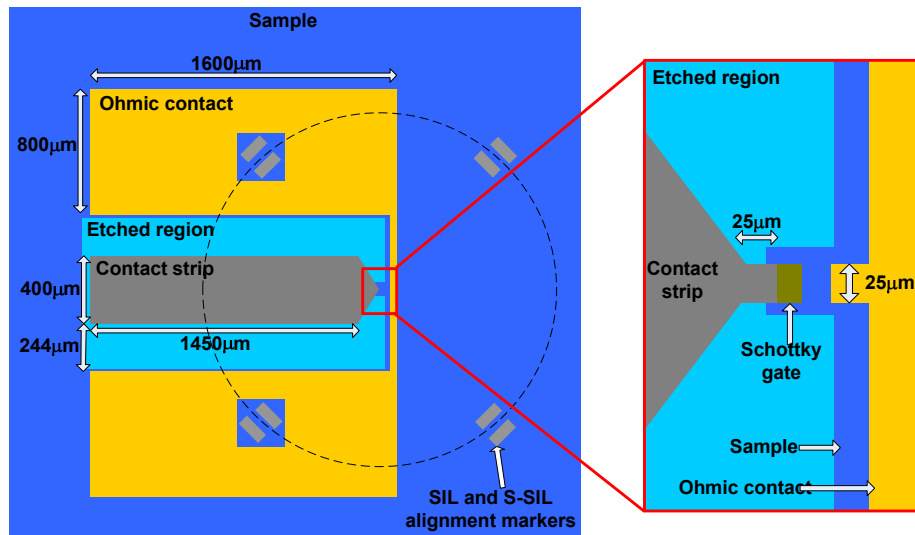 Sample
1600μm
Ohmic contact
800μm
Etched region
Contact strip
400μm
1450μm
244μm
SIL and S-SIL
alignment markers
Etched region
25μm
Contact
strip
25μm
Schottky
gate
Sample
Ohmic contact